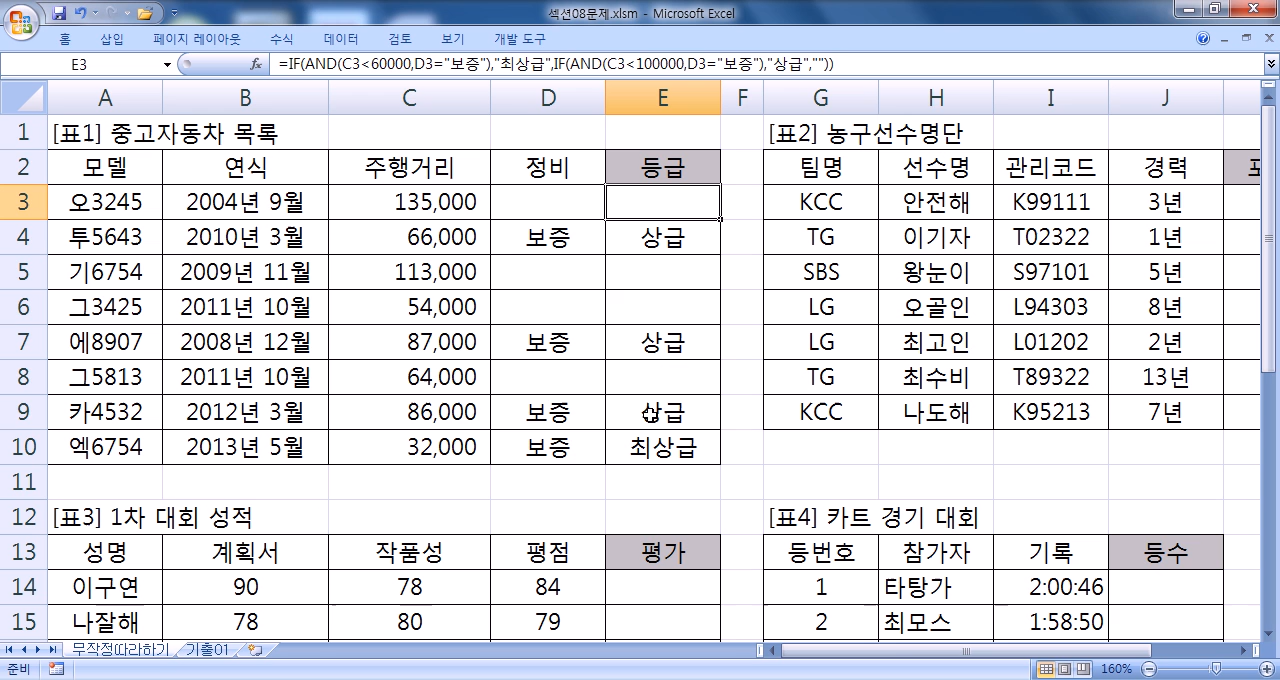 섹션08문제.xlsm - Microsoft Excel
홈 삽입 페이지 레이아웃 수식 데이터 검토 보기 개발 도구
E3 fx =IF(AND(C3<60000,D3="보증"),"최상급",IF(AND(C3<100000,D3="보증"),"상급",""))
A B C D E F G H I J
1 [표1] 중고자동차 목록 [표2] 농구선수명단
2 모델 연식 주행거리 정비 등급 팀명 선수명 관리코드 경력
3 오3245 2004년 9월 135,000 KCC 안전해 K99111 3년
4 투5643 2010년 3월 66,000 보증 상급 TG 이기자 T02322 1년
5 기6754 2009년 11월 113,000 SBS 왕눈이 S97101 5년
6 그3425 2011년 10월 54,000 LG 오골인 L94303 8년
7 에8907 2008년 12월 87,000 보증 상급 LG 최고인 L01202 2년
8 그5813 2011년 10월 64,000 TG 최수비 T89322 13년
9 카4532 2012년 3월 86,000 보증 상급 KCC 나도해 K95213 7년
10 엑6754 2013년 5월 32,000 보증 최상급
11
12 [표3] 1차 대회 성적 [표4] 카트 경기 대회
13 성명 계획서 작품성 평점 평가 등번호 참가자 기록 등수
14 이구연 90 78 84 1 타탕가 2:00:46
15 나잘해 78 80 79 2 최모스 1:58:50
무작정따라하기 기출01
준비 160%